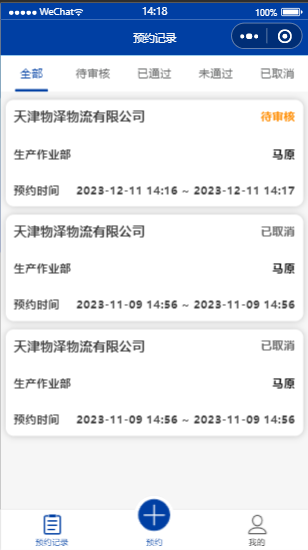 WeChat 14:18 100%
预约记录
全部 待审核 已通过 未通过 已取消
天津物泽物流有限公司 待审核
生产作业部 马原
预约时间 2023-12-11 14:16 ~ 2023-12-11 14:17
天津物泽物流有限公司 已取消
生产作业部 马原
预约时间 2023-11-09 14:56 ~ 2023-11-09 14:56
天津物泽物流有限公司 已取消
生产作业部 马原
预约时间 2023-11-09 14:56 ~ 2023-11-09 14:56
预约记录 预约 我的